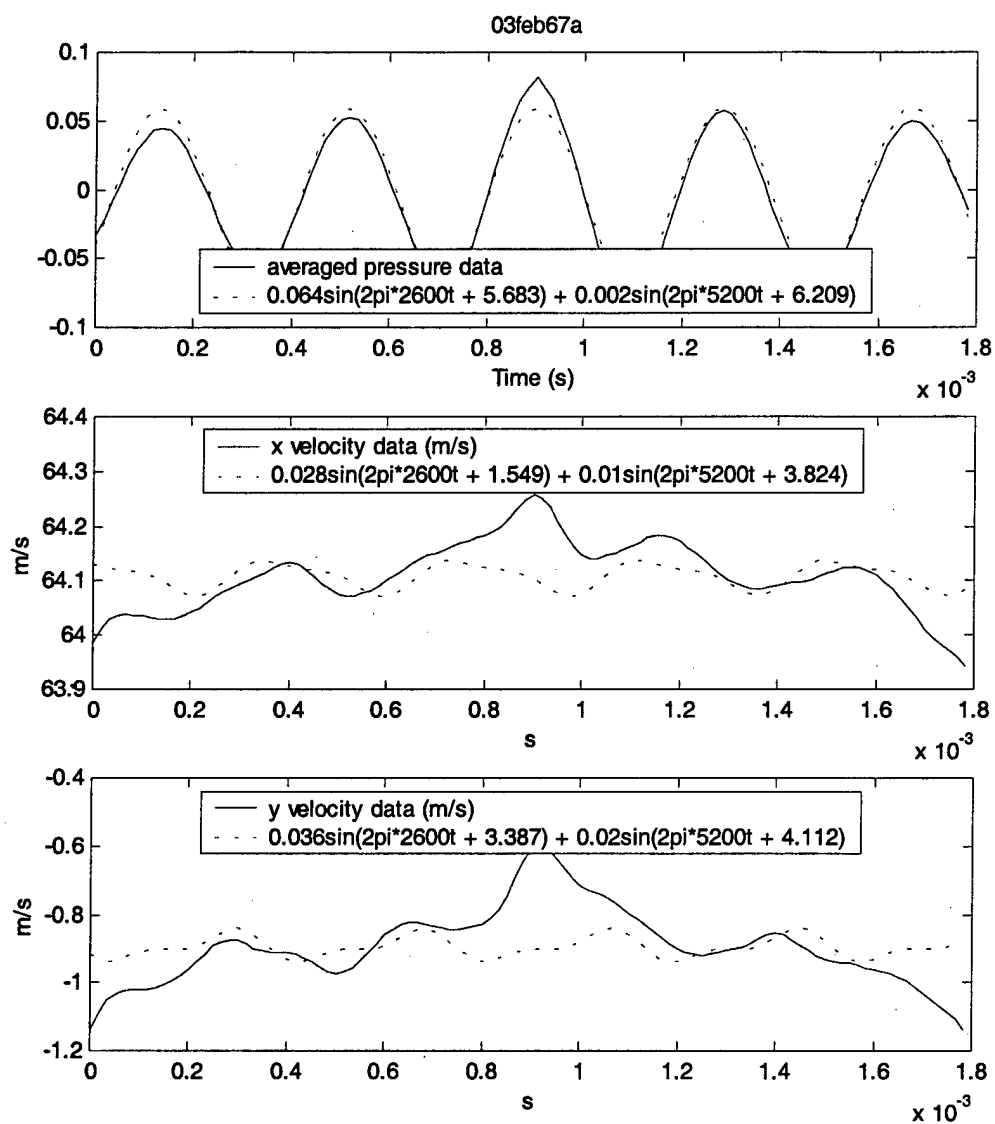 03feb67a
0.1
0.05
0
-0.05
-0.1
averaged pressure data
0.064sin(2pi*2600t + 5.683) + 0.002sin(2pi*5200t + 6.209)
0 0.2 0.4 0.6 0.8 1 1.2 1.4 1.6 1.8
Time (s)
x 10^-3
64.4
64.3
64.2
64.1
64
63.9
m/s
x velocity data (m/s)
0.028sin(2pi*2600t + 1.549) + 0.01sin(2pi*5200t + 3.824)
0 0.2 0.4 0.6 0.8 1 1.2 1.4 1.6 1.8
s
x 10^-3
-0.4
-0.6
-0.8
-1
-1.2
m/s
y velocity data (m/s)
0.036sin(2pi*2600t + 3.387) + 0.02sin(2pi*5200t + 4.112)
0 0.2 0.4 0.6 0.8 1 1.2 1.4 1.6 1.8
s
x 10^-3